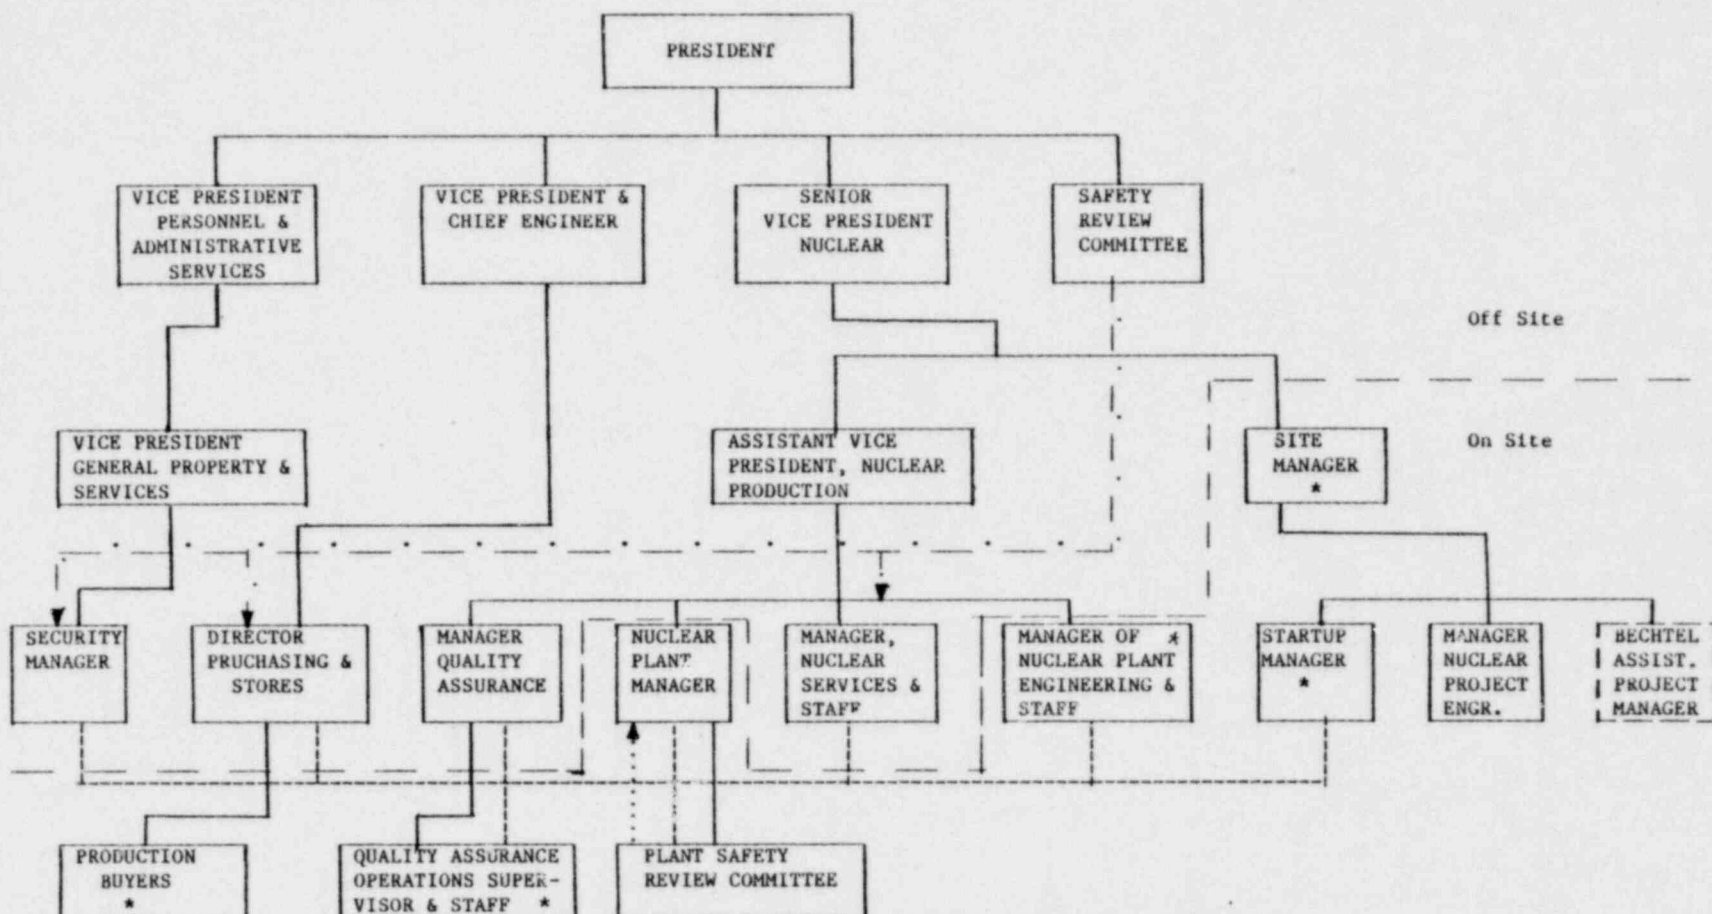 PRESIDENT
VICE PRESIDENT
PERSONNEL &
ADMINISTRATIVE
SERVICES
VICE PRESIDENT &
CHIEF ENGINEER
SENIOR
VICE PRESIDENT
NUCLEAR
SAFETY
REVIEW
COMMITTEE
Off Site
VICE PRESIDENT
GENERAL PROPERTY &
SERVICES
ASSISTANT VICE
PRESIDENT, NUCLEAR
PRODUCTION
SITE
MANAGER
*
On Site
SECURITY
MANAGER
DIRECTOR
PRUCHASING &
STORES
MANAGER
QUALITY
ASSURANCE
NUCLEAR
PLANT
MANAGER
MANAGER,
NUCLEAR
SERVICES &
STAFF
MANAGER OF *
NUCLEAR PLANT
ENGINEERING &
STAFF
STARTUP
MANAGER
*
MANAGER
NUCLEAR
PROJECT
ENGR.
BECHTEL
ASSIST.
PROJECT
MANAGER
PRODUCTION
BUYERS
*
QUALITY ASSURANCE
OPERATIONS SUPER-
VISOR & STAFF *
PLANT SAFETY
REVIEW COMMITTEE